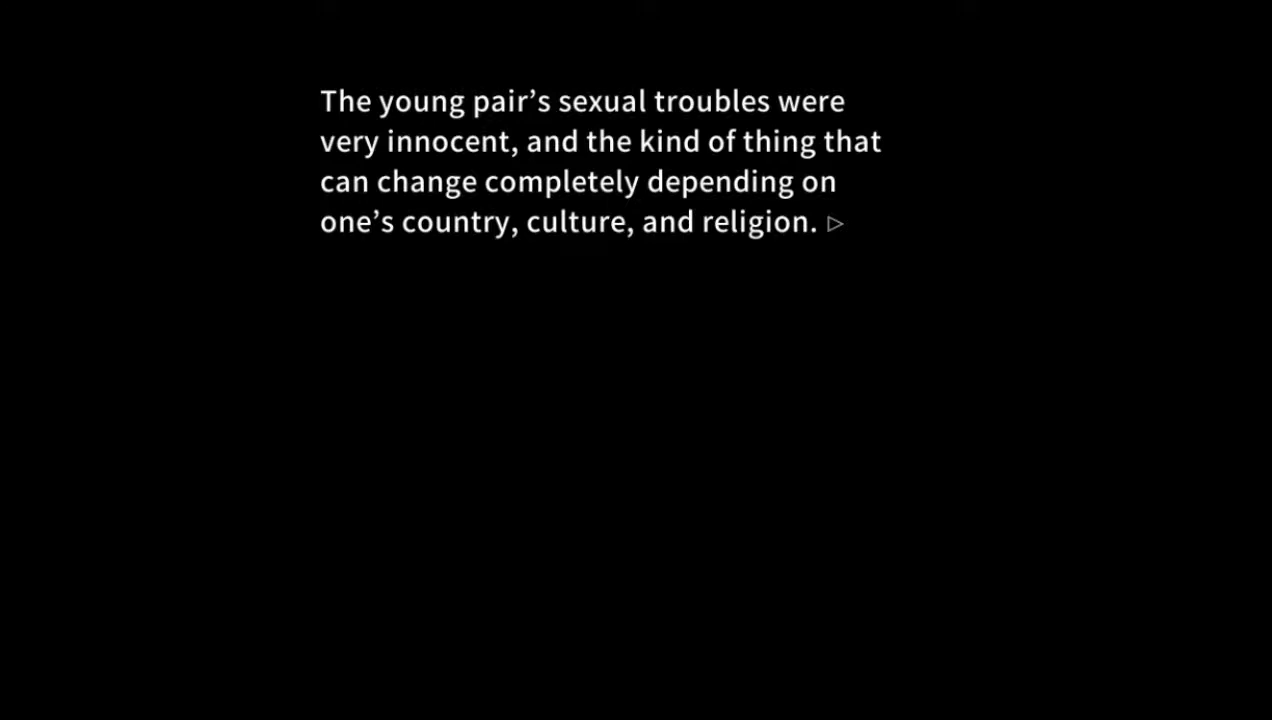 The young pair’s sexual troubles were
very innocent, and the kind of thing that
can change completely depending on
one’s country, culture, and religion. ▷